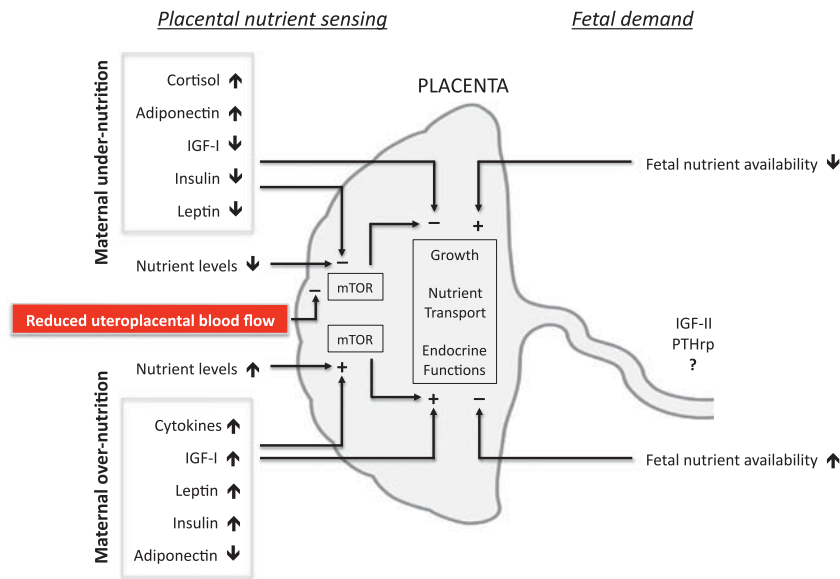 Placental nutrient sensing
Fetal demand
Maternal under-nutrition
Cortisol ↑
Adiponectin ↑
IGF-I ↓
Insulin ↓
Leptin ↓
PLACENTA
Fetal nutrient availability ↓
− +
Nutrient levels ↓
−
−
mTOR
Reduced uteroplacental blood flow
mTOR
Nutrient levels ↑
+
Growth
Nutrient
Transport
Endocrine
Functions
+ −
IGF-II
PTHrp
?
Maternal over-nutrition
Cytokines ↑
IGF-I ↑
Leptin ↑
Insulin ↑
Adiponectin ↓
Fetal nutrient availability ↑